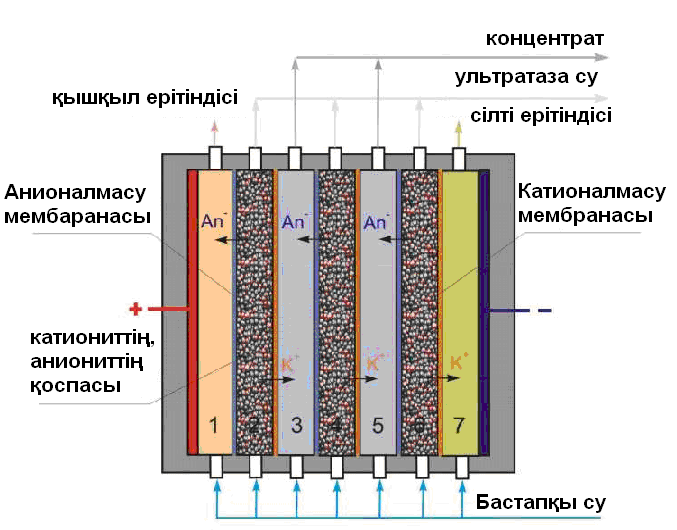 концентрат
ультратаза су
қышқыл ерітіндісі
сілті ерітіндісі
Анионалмасу
мембаранасы
Катионалмасу
мембранасы
An⁻ An⁻ An⁻
+ – –
катиониттің,
аниониттің
қоспасы
K⁺ K⁺ K⁺
1 2 3 4 5 6 7
Бастапқы су